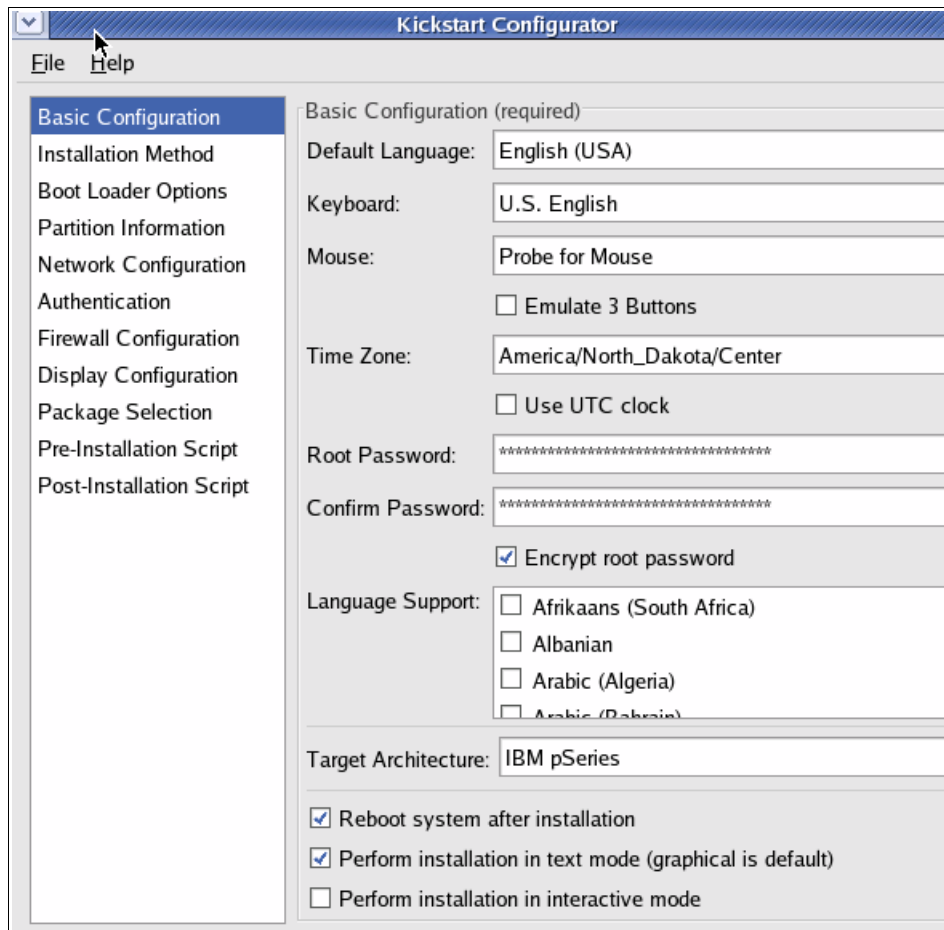 Kickstart Configurator
File Help
Basic Configuration
Installation Method
Boot Loader Options
Partition Information
Network Configuration
Authentication
Firewall Configuration
Display Configuration
Package Selection
Pre-Installation Script
Post-Installation Script
Basic Configuration (required)
Default Language: English (USA)
Keyboard: U.S. English
Mouse: Probe for Mouse
Emulate 3 Buttons
Time Zone: America/North_Dakota/Center
Use UTC clock
Root Password: **********************************
Confirm Password: **********************************
Encrypt root password
Language Support: Afrikaans (South Africa)
Albanian
Arabic (Algeria)
Arabic (Bahrain)
Target Architecture: IBM pSeries
Reboot system after installation
Perform installation in text mode (graphical is default)
Perform installation in interactive mode